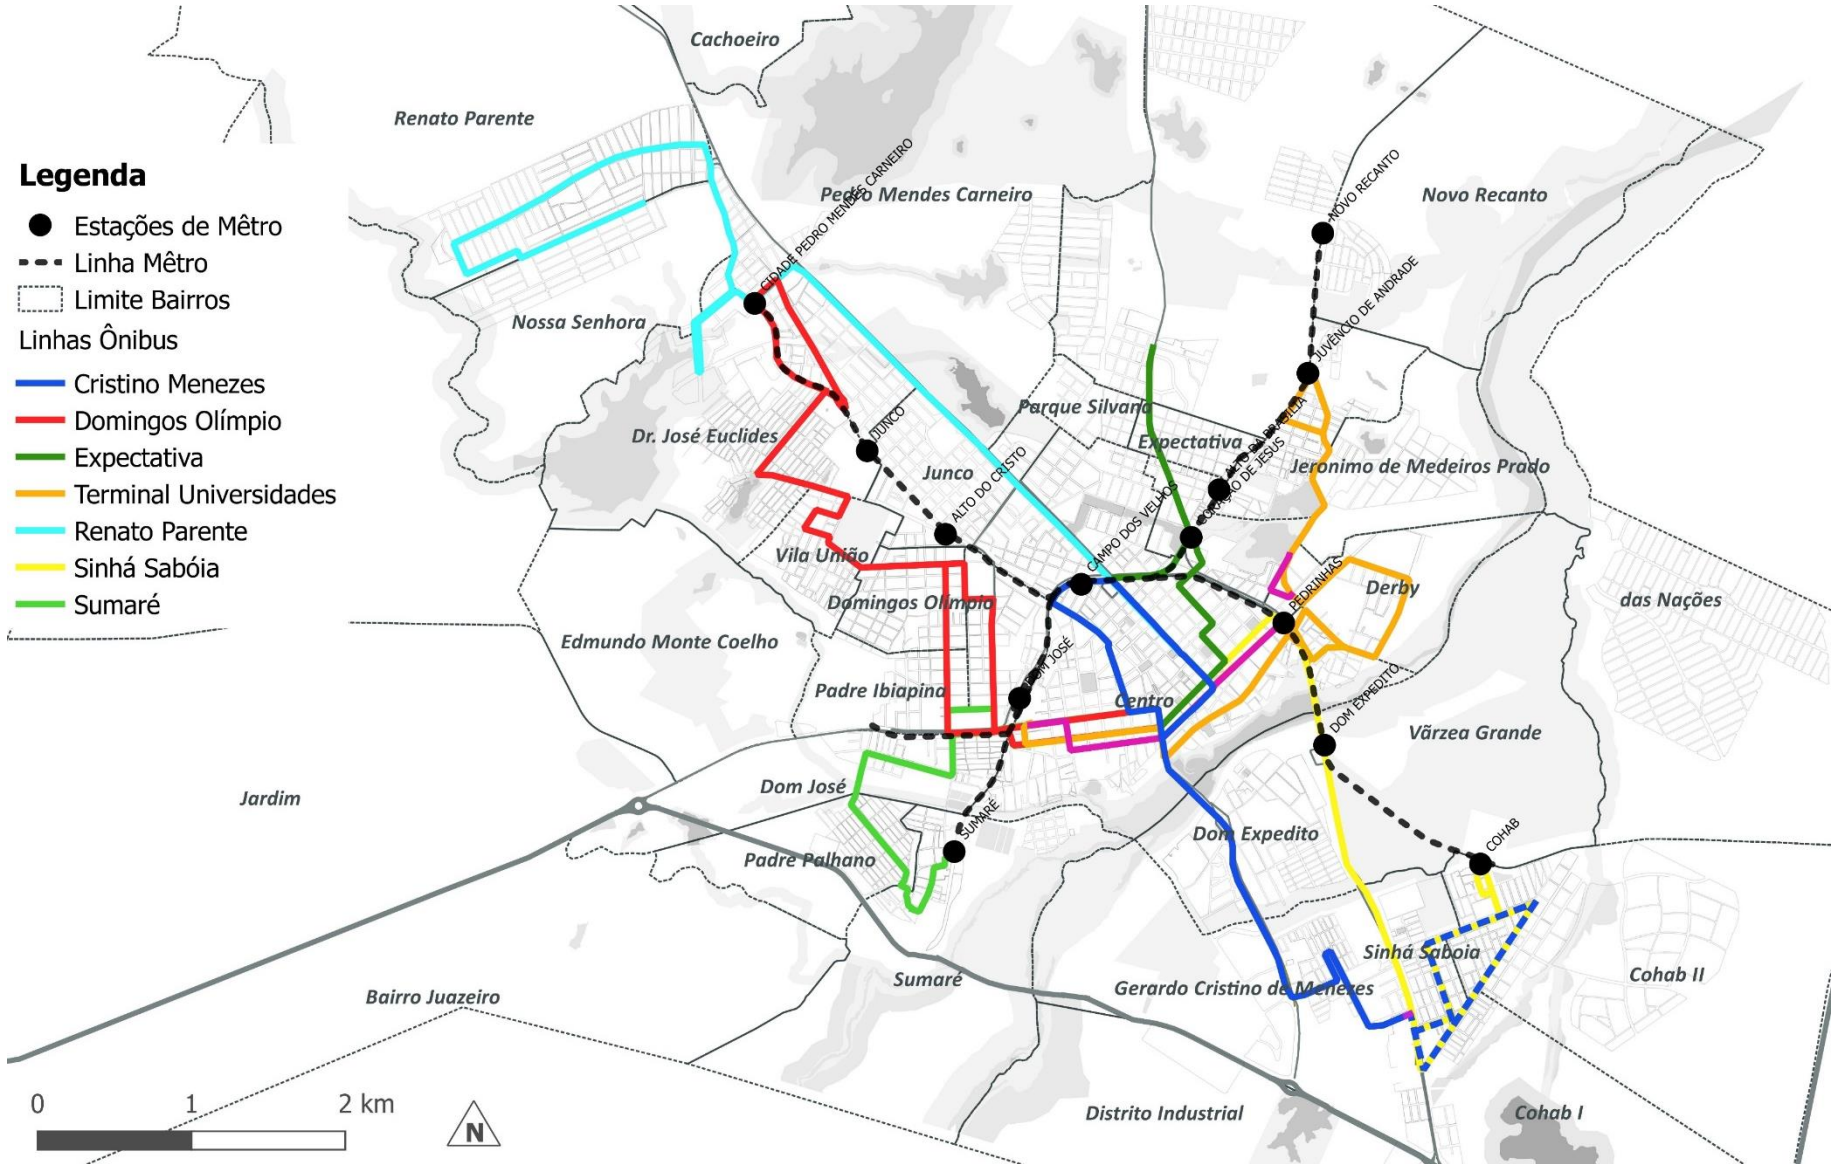 Cachoeiro
Renato Parente
Legenda
Estações de Mêtro
Linha Mêtro
Limite Bairros
Linhas Ônibus
Cristino Menezes
Domingos Olímpio
Expectativa
Terminal Universidades
Renato Parente
Sinhá Sabóia
Sumaré
CIDADE PEDRO MENDES CARNEIRO
Pedro Mendes Carneiro
NOVO RECANTO
Novo Recanto
Nossa Senhora
JUVÊNCIO DE ANDRADE
Parque Silvana
Dr. José Euclides
JUNCO
Junco
ALTO DO CRISTO
Expectativa
ALTO DA BRASILIA
CORAÇÃO DE JESUS
Jeronimo de Medeiros Prado
CAMPO DOS VELHOS
Vila União
PEDRINHAS
Derby
das Nações
Domingos Olímpio
Edmundo Monte Coelho
DOM JOSÉ
Padre Ibiapina
Centro
DOM EXPEDITO
Vãrzea Grande
Jardim
Dom José
SUMARÉ
Dom Expedito
COHAB
Padre Palhano
Sinhá Saboia
Sumaré
Gerardo Cristino de Menezes
Cohab II
Bairro Juazeiro
Distrito Industrial
Cohab I
0 1 2 km
N